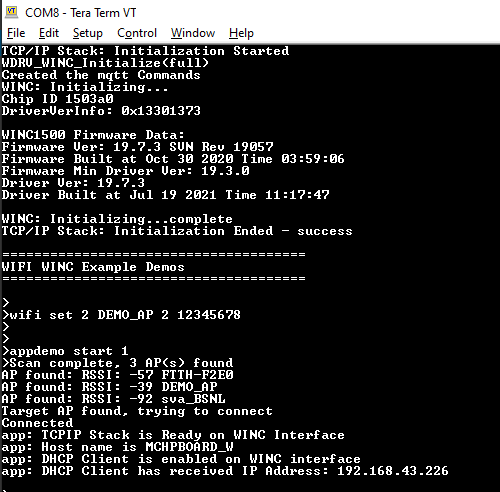 COM8 - Tera Term VT
File Edit Setup Control Window Help
TCP/IP Stack: Initialization Started
WDRV_WINC_Initialize(full)
Created the mqtt Commands
WINC: Initializing...
Chip ID 1503a0
DriverVerInfo: 0x13301373
WINC1500 Firmware Data:
Firmware Ver: 19.7.3 SVN Rev 19057
Firmware Built at Oct 30 2020 Time 03:59:06
Firmware Min Driver Ver: 19.3.0
Driver Ver: 19.7.3
Driver Built at Jul 19 2021 Time 11:17:47
WINC: Initializing...complete
TCP/IP Stack: Initialization Ended - success
======================================
WIFI WINC Example Demos
======================================
>
>wifi set 2 DEMO_AP 2 12345678
>
>
>appdemo start 1
>Scan complete, 3 AP(s) found
AP found: RSSI: -57 FTTH-F2E0
AP found: RSSI: -39 DEMO_AP
AP found: RSSI: -92 sva_BSNL
Target AP found, trying to connect
Connected
app: TCPIP Stack is Ready on WINC Interface
app: Host name is MCHPBOARD_W
app: DHCP Client is enabled on WINC interface
app: DHCP Client has received IP Address: 192.168.43.226